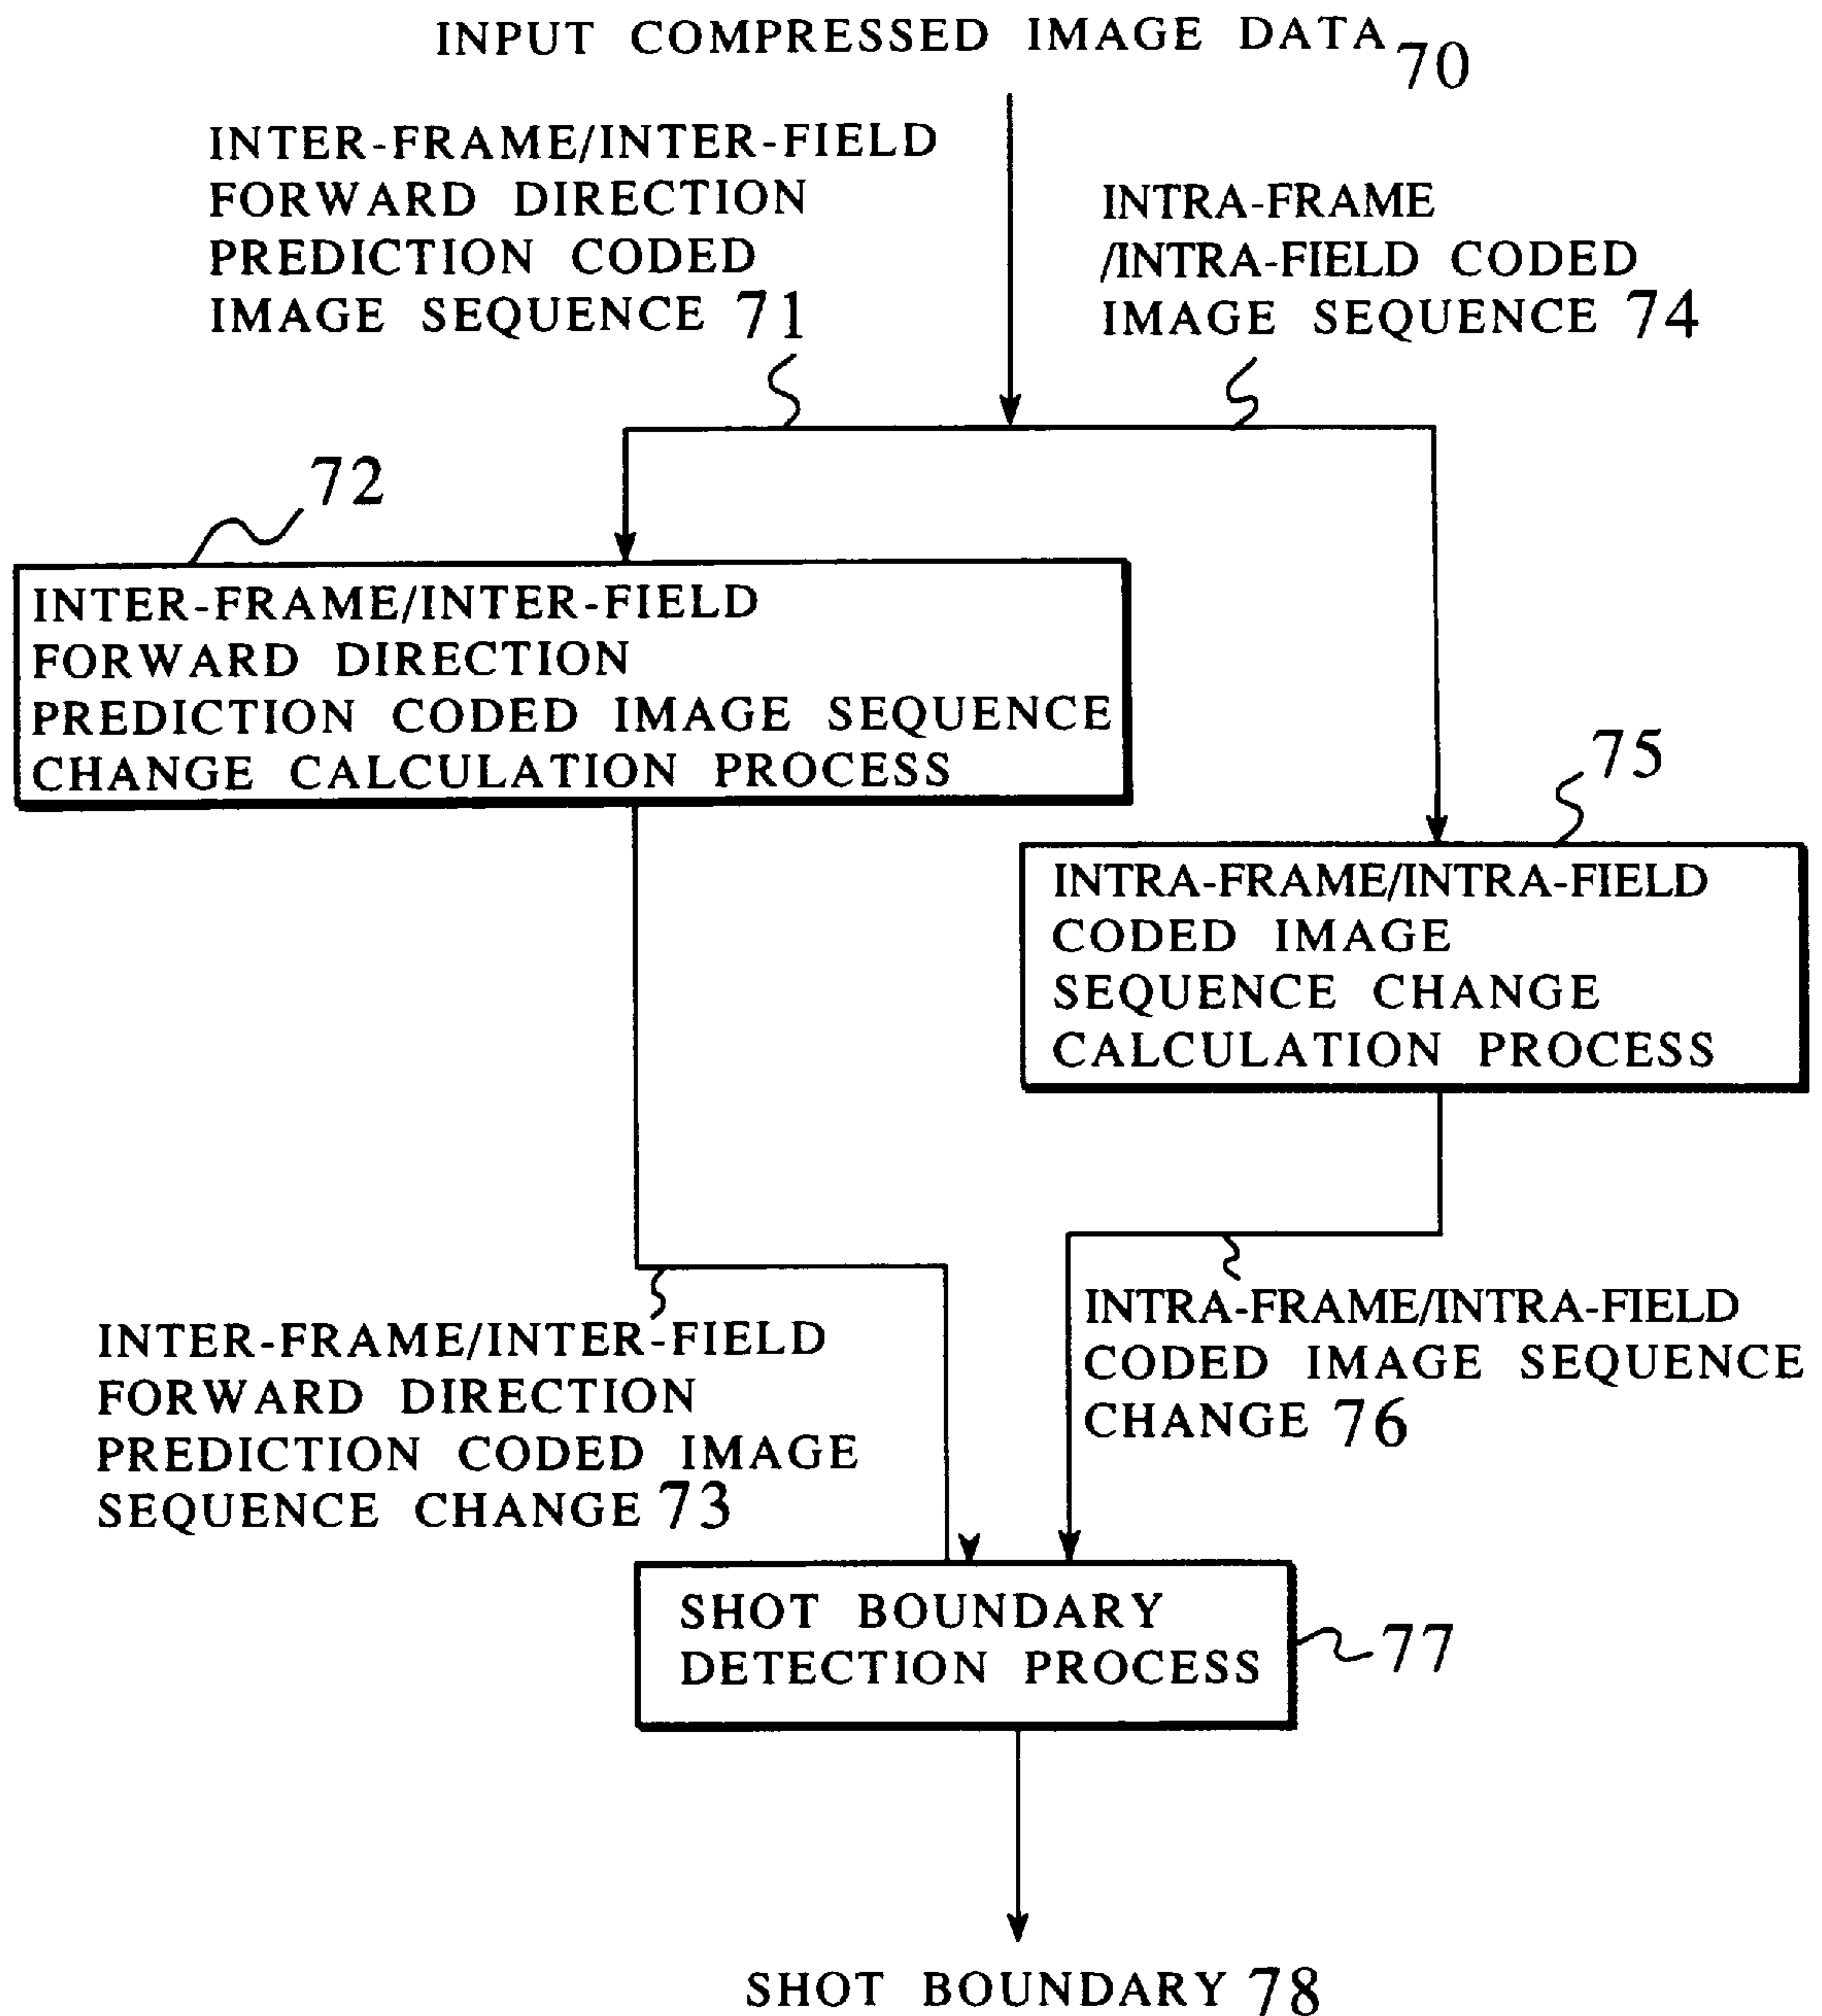 INPUT COMPRESSED IMAGE DATA 70
INTER-FRAME/INTER-FIELD
FORWARD DIRECTION
PREDICTION CODED
IMAGE SEQUENCE 71
INTRA-FRAME
/INTRA-FIELD CODED
IMAGE SEQUENCE 74
72
INTER-FRAME/INTER-FIELD
FORWARD DIRECTION
PREDICTION CODED IMAGE SEQUENCE
CHANGE CALCULATION PROCESS
75
INTRA-FRAME/INTRA-FIELD
CODED IMAGE
SEQUENCE CHANGE
CALCULATION PROCESS
INTER-FRAME/INTER-FIELD
FORWARD DIRECTION
PREDICTION CODED IMAGE
SEQUENCE CHANGE 73
INTRA-FRAME/INTRA-FIELD
CODED IMAGE SEQUENCE
CHANGE 76
SHOT BOUNDARY
DETECTION PROCESS
77
SHOT BOUNDARY 78